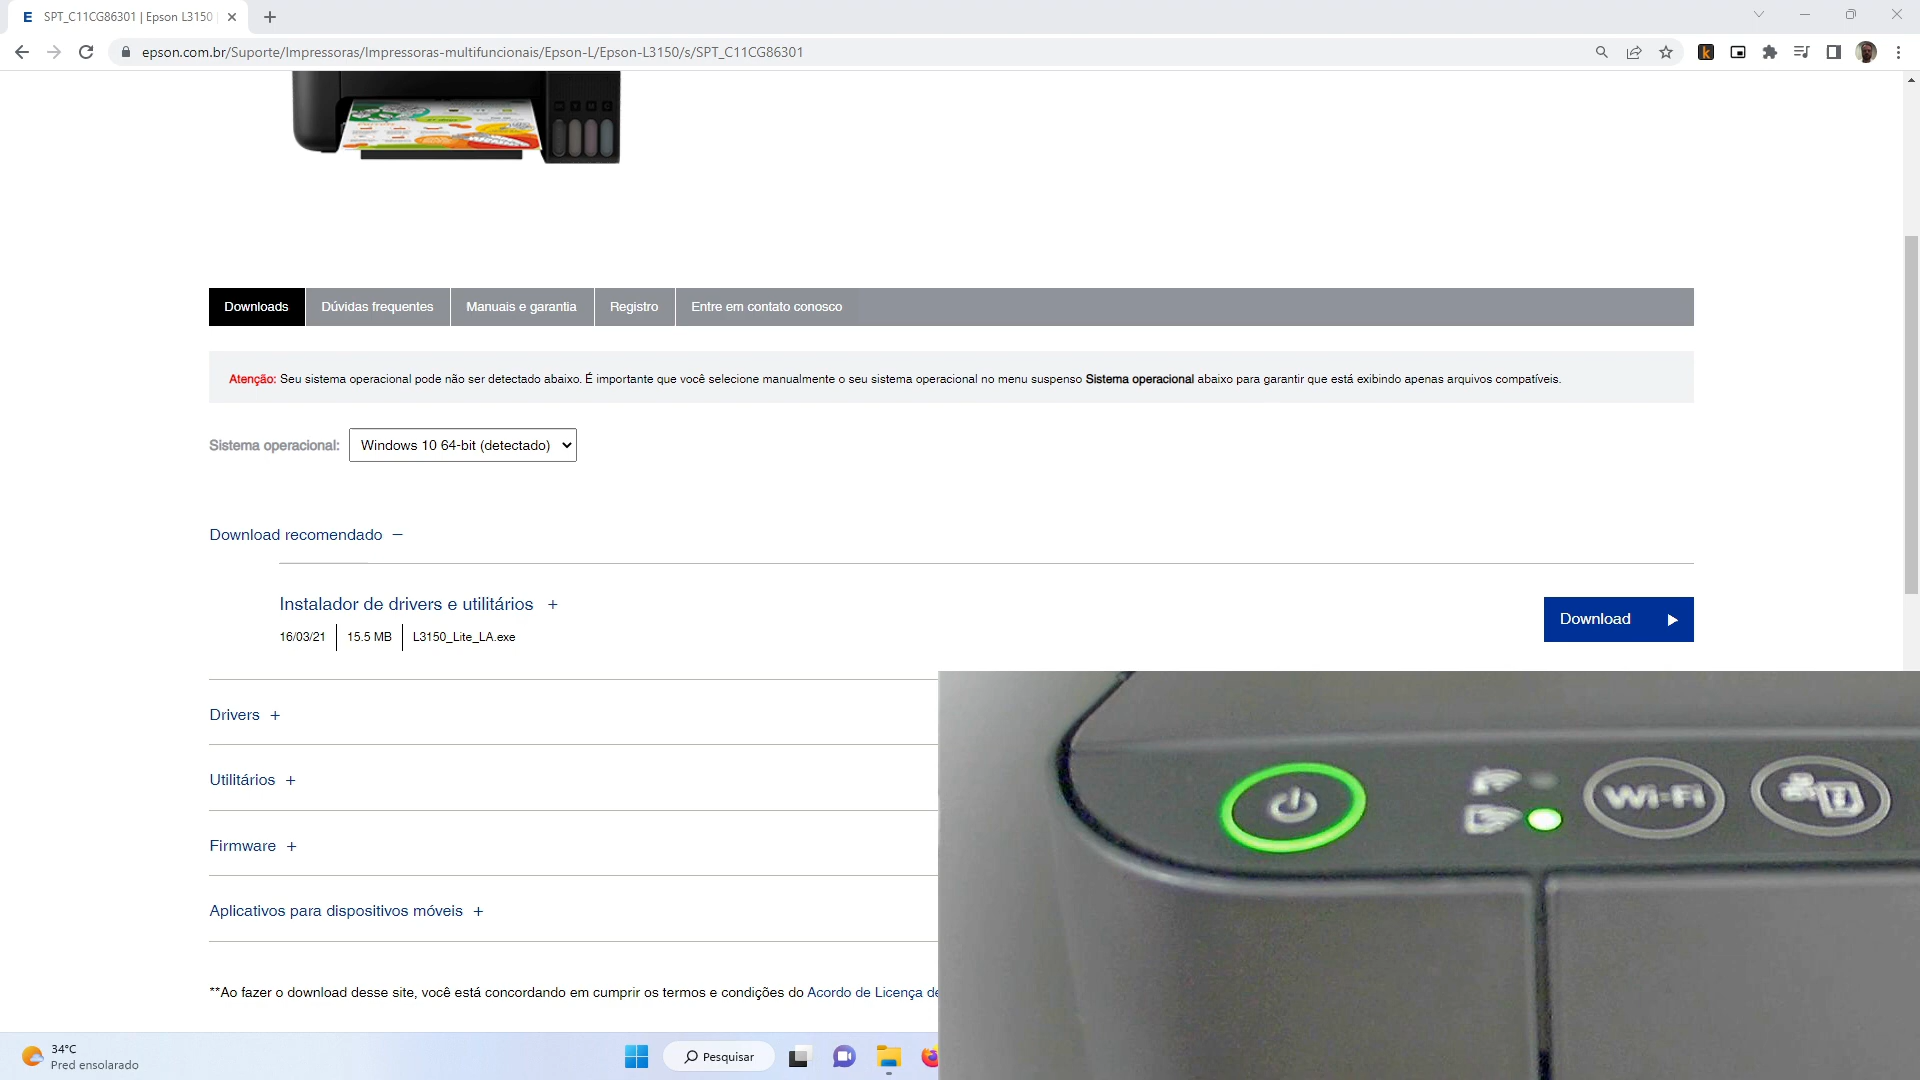 SPT_C11CG86301 | Epson L3150
epson.com.br/Suporte/Impressoras/Impressoras-multifuncionais/Epson-L/Epson-L3150/s/SPT_C11CG86301
Downloads
Dúvidas frequentes
Manuais e garantia
Registro
Entre em contato conosco
Atenção: Seu sistema operacional pode não ser detectado abaixo. É importante que você selecione manualmente o seu sistema operacional no menu suspenso Sistema operacional abaixo para garantir que está exibindo apenas arquivos compatíveis.
Sistema operacional: Windows 10 64-bit (detectado)
Download recomendado −
Instalador de drivers e utilitários +
16/03/21 | 15.5 MB | L3150_Lite_LA.exe
Download
Drivers +
Utilitários +
Firmware +
Aplicativos para dispositivos móveis +
**Ao fazer o download desse site, você está concordando em cumprir os termos e condições do Acordo de Licença de
Wi-Fi
34°C
Pred ensolarado
Pesquisar